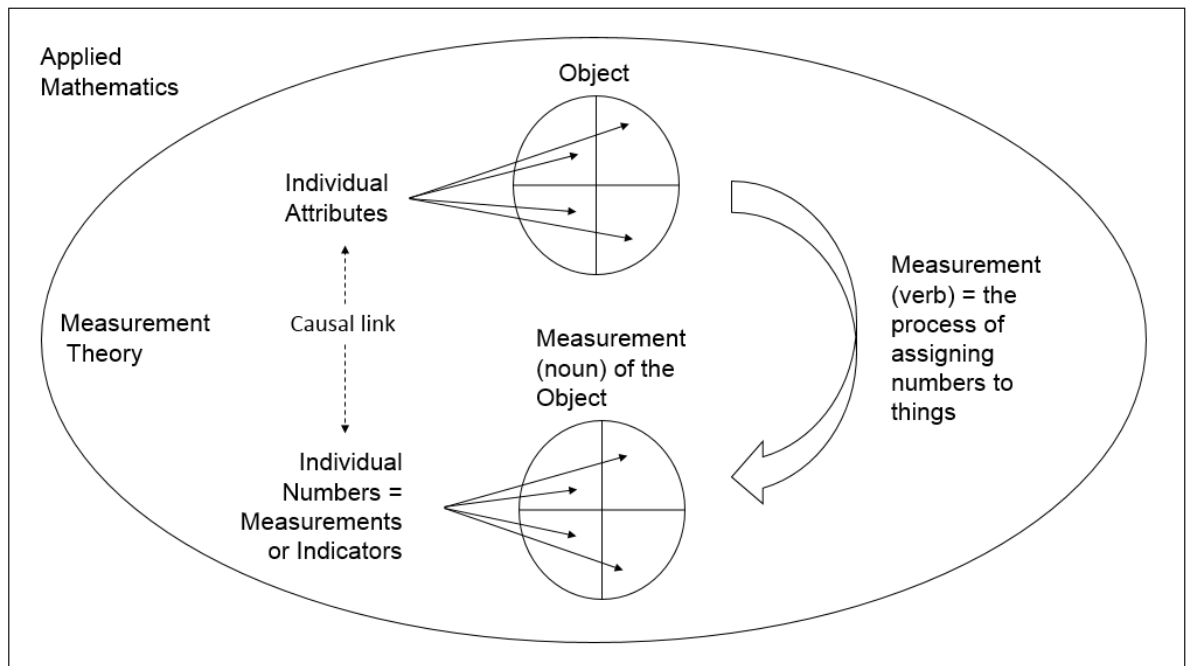 Applied
Mathematics
Object
Individual
Attributes
Measurement
(verb) = the
process of
assigning
numbers to
things
Measurement
Theory
Causal link
Measurement
(noun) of the
Object
Individual
Numbers =
Measurements
or Indicators